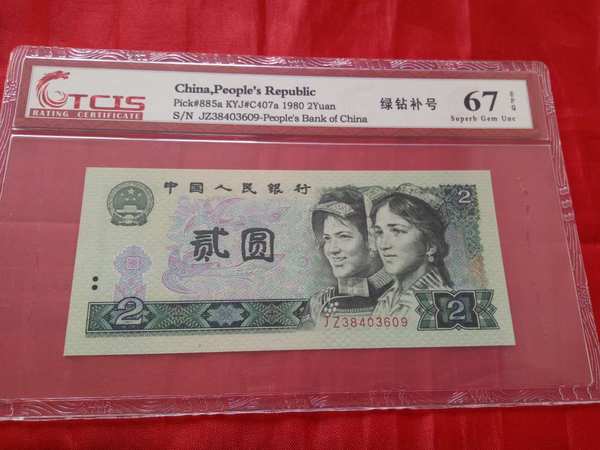 CTCIS
RATING CERTIFICATE
China,People's Republic
Pick#885a KYJ#C407a 1980 2Yuan
S/N JZ38403609-People's Bank of China
绿钻补号
67 EPQ
Superb Gem Unc
中国人民银行
2
贰圆
JZ38403609
2
2